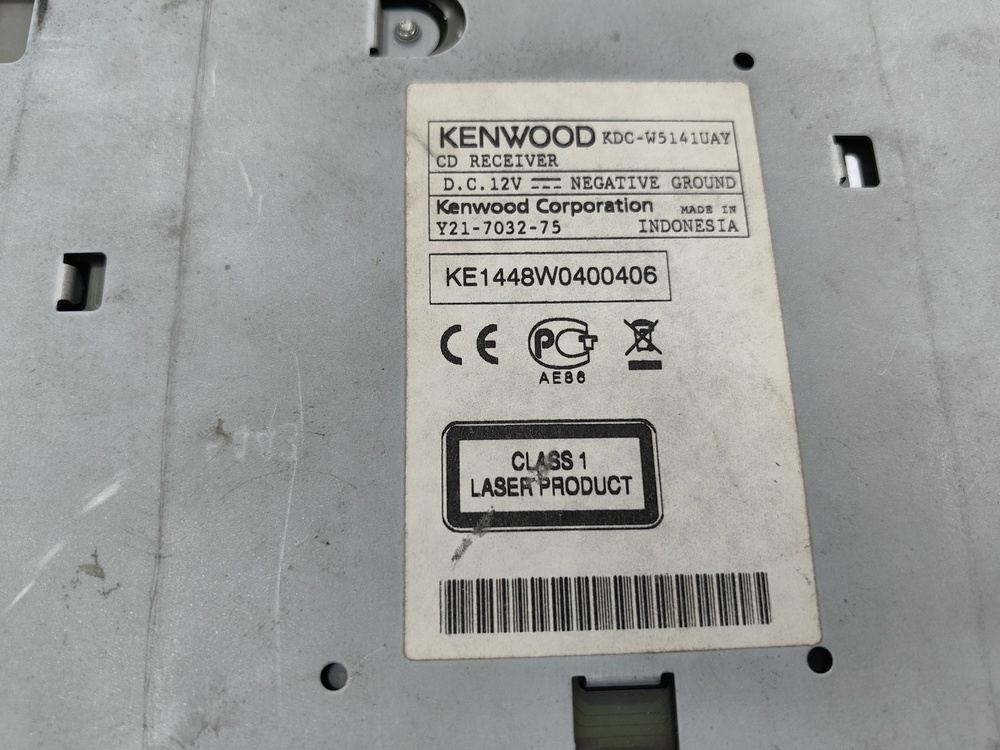 KENWOOD KDC-W5141UAY
CD RECEIVER
D.C.12V NEGATIVE GROUND
Kenwood Corporation MADE IN
Y21-7032-75 INDONESIA
KE1448W0400406
CE
PCT
AE86
CLASS 1
LASER PRODUCT